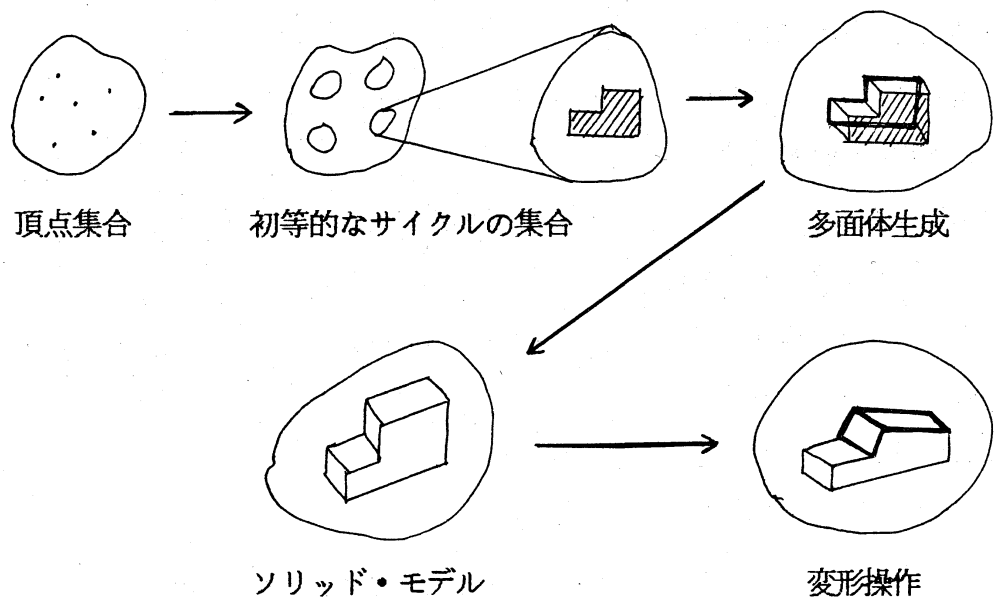 頂点集合
初等的なサイクルの集合
多面体生成
ソリッド・モデル
変形操作